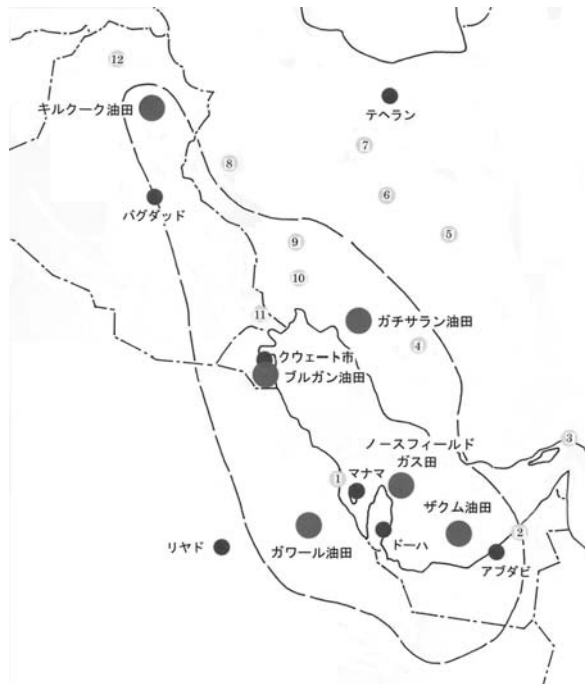 ⑫
キルクーク油田
テヘラン
⑦
⑧
⑥
バグダッド
⑤
⑨
⑩
⑪
ガチサラン油田
④
クウェート市
ブルガン油田
③
ノースフィールド
ガス田
①
マナマ
ザクム油田
②
リヤド
ガワール油田
ドーハ
アブダビ